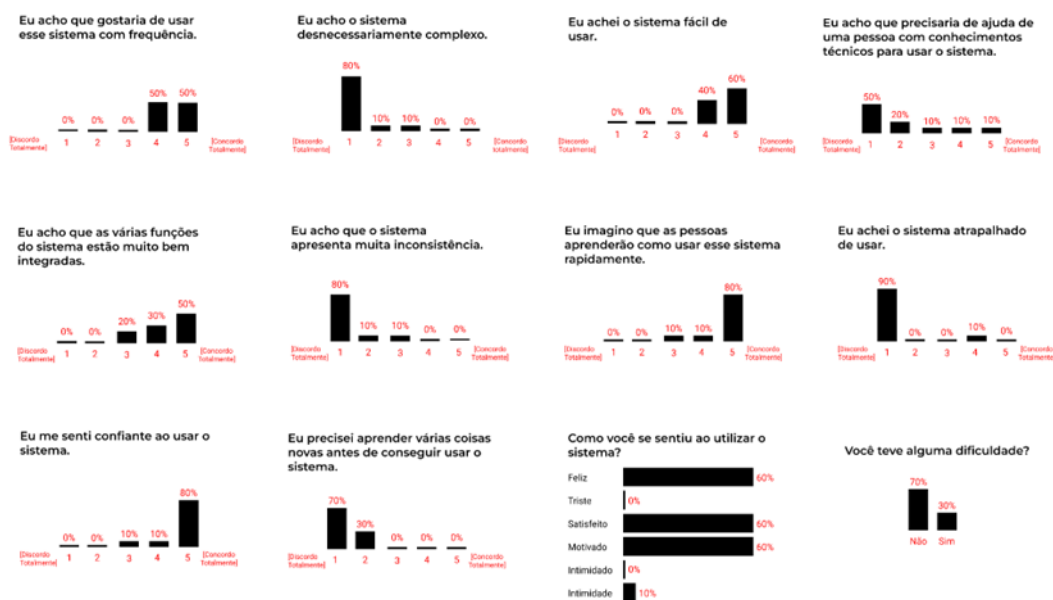 Eu acho que gostaria de usar
esse sistema com frequência.
0% 0% 0% 50% 50%
[Discordo
Totalmente]
1 2 3 4 5
[Concordo
Totalmente]
Eu acho o sistema
desnecessariamente complexo.
80% 10% 10% 0% 0%
[Discordo
Totalmente]
1 2 3 4 5
[Concordo
totalmente]
Eu achei o sistema fácil de
usar.
0% 0% 0% 40% 60%
[Discordo
Totalmente]
1 2 3 4 5
[Concordo
Totalmente]
Eu acho que precisaria de ajuda de
uma pessoa com conhecimentos
técnicos para usar o sistema.
50% 20% 10% 10% 10%
[Discordo
Totalmente]
1 2 3 4 5
[Concordo
Totalmente]
Eu acho que as várias funções
do sistema estão muito bem
integradas.
0% 0% 20% 30% 50%
[Discordo
Totalmente]
1 2 3 4 5
[Concordo
Totalmente]
Eu acho que o sistema
apresenta muita inconsistência.
80% 10% 10% 0% 0%
[Discordo
Totalmente]
1 2 3 4 5
[Concordo
Totalmente]
Eu imagino que as pessoas
aprenderão como usar esse sistema
rapidamente.
0% 0% 10% 10% 80%
[Discordo
Totalmente]
1 2 3 4 5
[Concordo
Totalmente]
Eu achei o sistema atrapalhado
de usar.
90% 0% 0% 10% 0%
[Discordo
Totalmente]
1 2 3 4 5
[Concordo
Totalmente]
Eu me senti confiante ao usar o
sistema.
0% 0% 10% 10% 80%
[Discordo
Totalmente]
1 2 3 4 5
[Concordo
Totalmente]
Eu precisei aprender várias coisas
novas antes de conseguir usar o
sistema.
70% 30% 0% 0% 0%
[Discordo
Totalmente]
1 2 3 4 5
[Concordo
Totalmente]
Como você se sentiu ao utilizar o
sistema?
Feliz 60%
Triste 0%
Satisfeito 60%
Motivado 60%
Intimidado 0%
Intimidade 10%
Você teve alguma dificuldade?
70% 30%
Não Sim